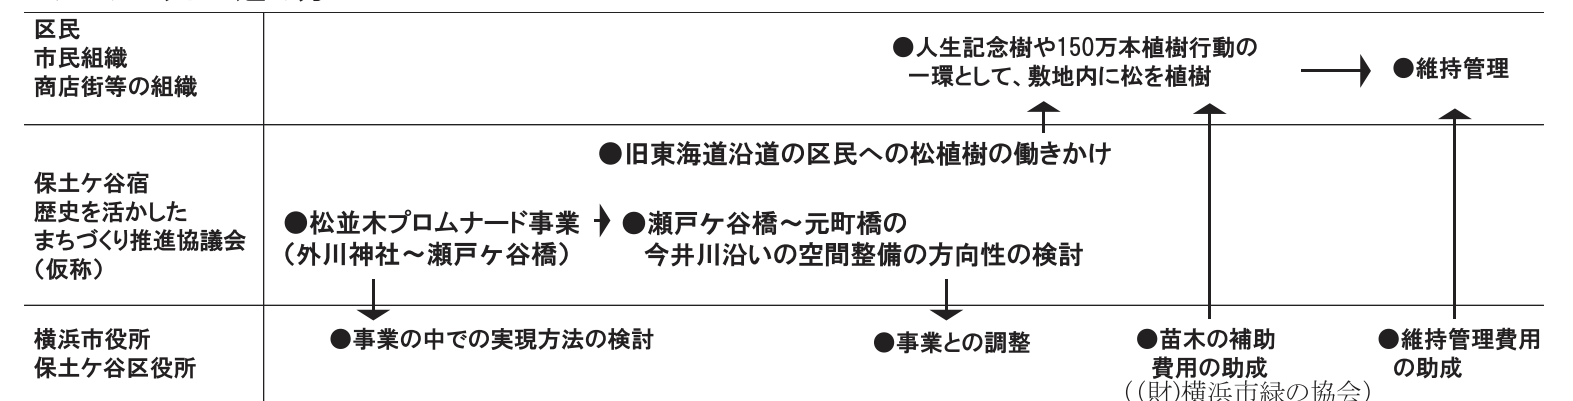 区民
市民組織
商店街等の組織
●人生記念樹や150万本植樹行動の
一環として、敷地内に松を植樹
●維持管理
保土ケ谷宿
歴史を活かした
まちづくり推進協議会
（仮称）
●旧東海道沿道の区民への松植樹の働きかけ
●松並木プロムナード事業
（外川神社～瀬戸ケ谷橋）
●瀬戸ケ谷橋～元町橋の
今井川沿いの空間整備の方向性の検討
横浜市役所
保土ケ谷区役所
●事業の中での実現方法の検討
●事業との調整
●苗木の補助
費用の助成
（(財)横浜市緑の協会）
●維持管理費用
の助成